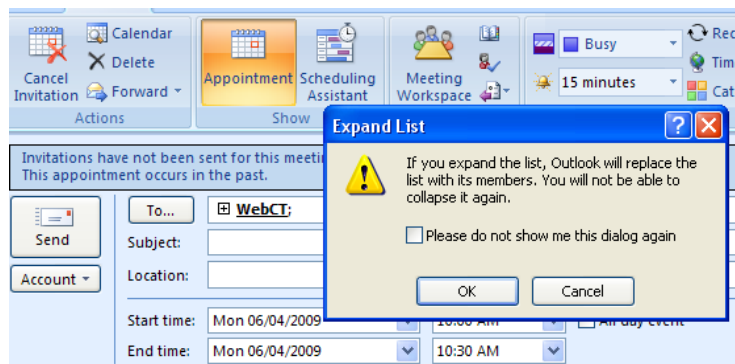 Calendar
Delete
Cancel Invitation
Forward
Actions
Appointment
Scheduling Assistant
Show
Meeting Workspace
Busy
15 minutes
Expand List
If you expand the list, Outlook will replace the
list with its members. You will not be able to
collapse it again.
Please do not show me this dialog again
OK
Cancel
Invitations have not been sent for this
This appointment occurs in the past.
Send
Account
To...
WebCT;
Subject:
Location:
Start time:
Mon 06/04/2009
End time:
Mon 06/04/2009
10:30 AM